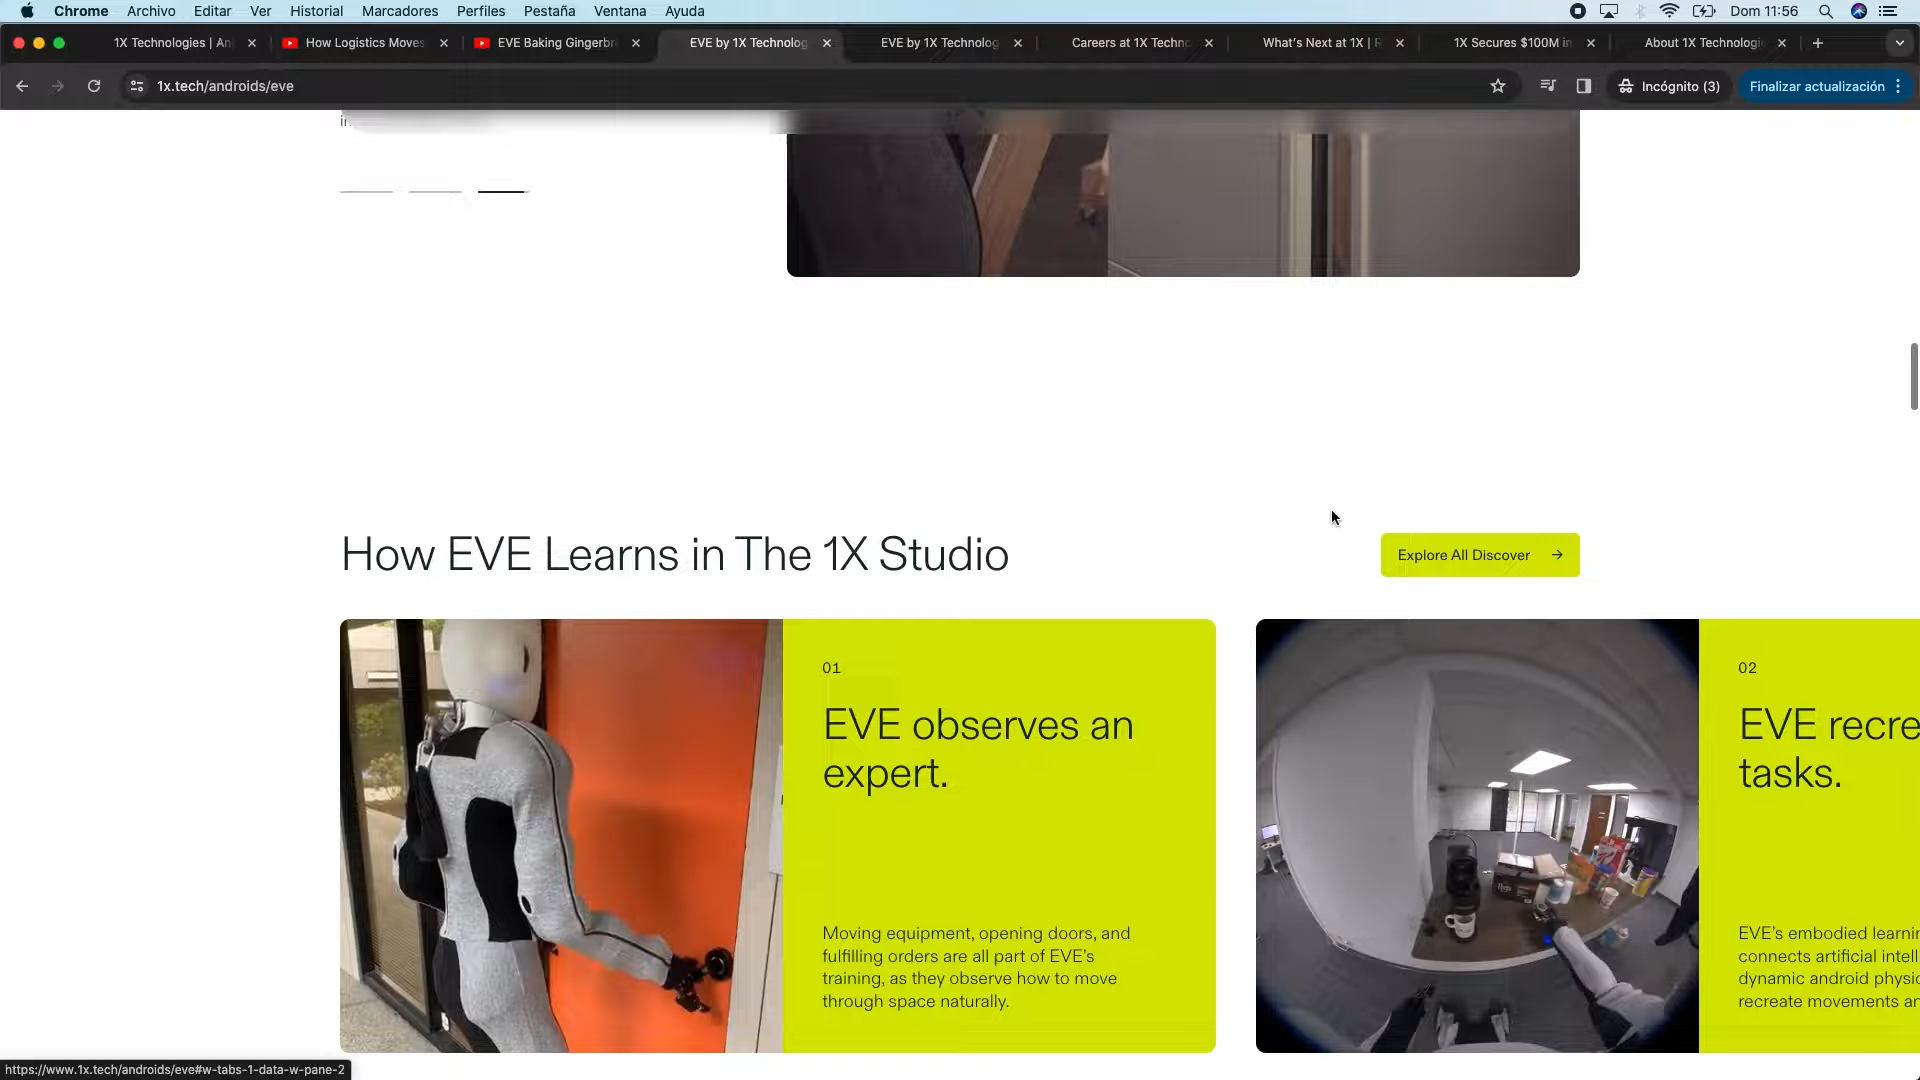 Chrome Archivo Editar Ver Historial Marcadores Perfiles Pestaña Ventana Ayuda Dom 11:56
1X Technologies | An How Logistics Moves EVE Baking Gingerbr EVE by 1X Technolog EVE by 1X Technolog Careers at 1X Techno What's Next at 1X | R 1X Secures $100M in About 1X Technologi
1x.tech/androids/eve Incógnito (3) Finalizar actualización
How EVE Learns in The 1X Studio
Explore All Discover
01
EVE observes an
expert.
Moving equipment, opening doors, and
fulfilling orders are all part of EVE's
training, as they observe how to move
through space naturally.
02
EVE recre
tasks.
EVE's embodied learnin
connects artificial intell
dynamic android physic
recreate movements an
https://www.1x.tech/androids/eve#w-tabs-1-data-w-pane-2